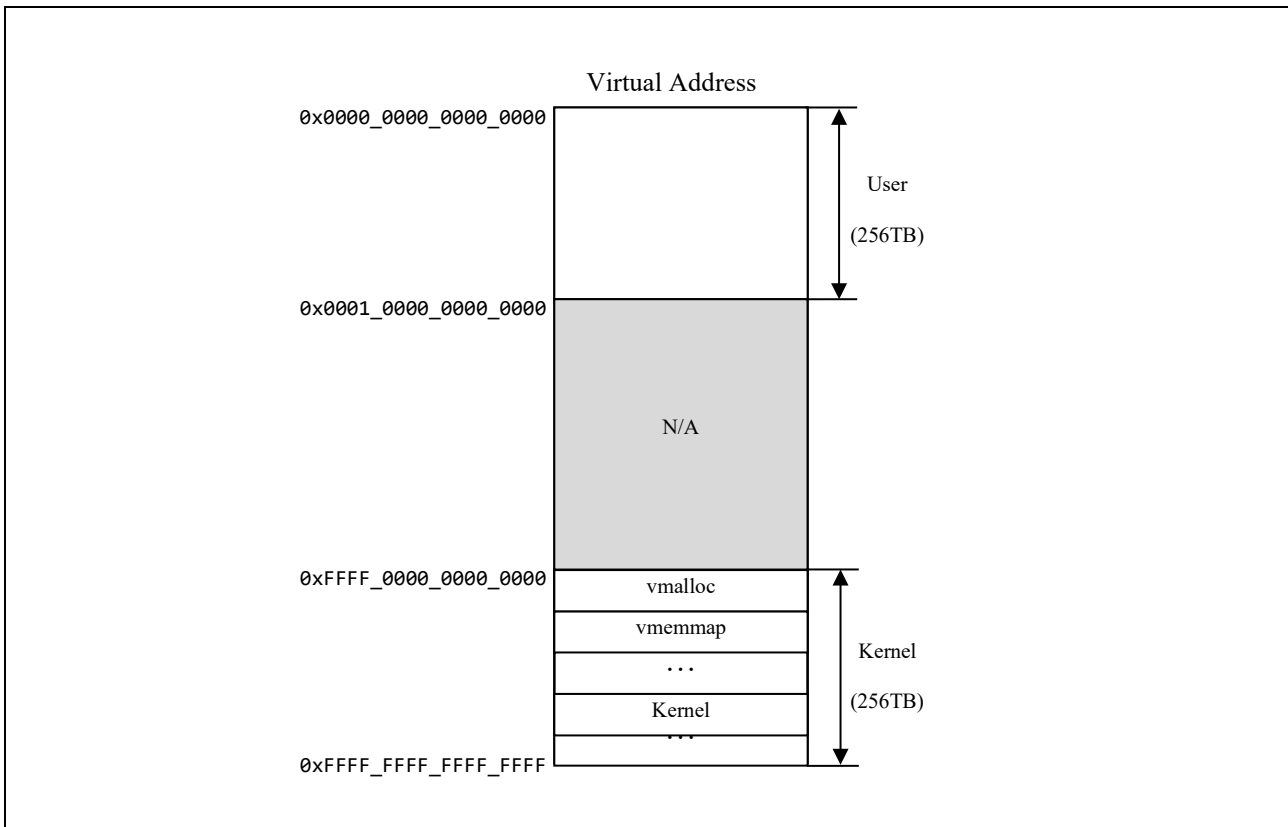 Virtual Address
0x0000_0000_0000_0000
User
(256TB)
0x0001_0000_0000_0000
N/A
0xFFFF_0000_0000_0000
vmalloc
vmemmap
...
Kernel
(256TB)
Kernel
...
0xFFFF_FFFF_FFFF_FFFF